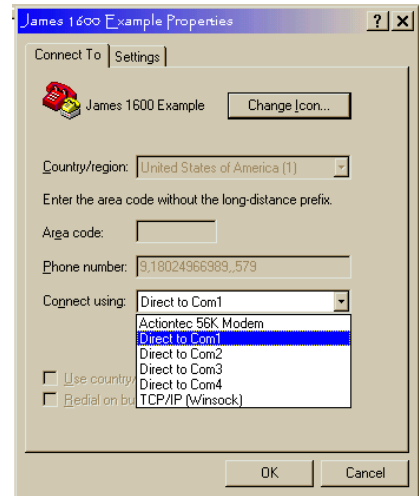 James 1600 Example Properties
Connect To
Settings
James 1600 Example
Change Icon...
Country/region:
United States of America (1)
Enter the area code without the long-distance prefix.
Area code:
Phone number:
9,18024966989,,579
Connect using:
Direct to Com1
Actiontec 56K Modem
Direct to Com1
Direct to Com2
Direct to Com3
Direct to Com4
TCP/IP (Winsock)
Use country/
Redial on bu
OK
Cancel